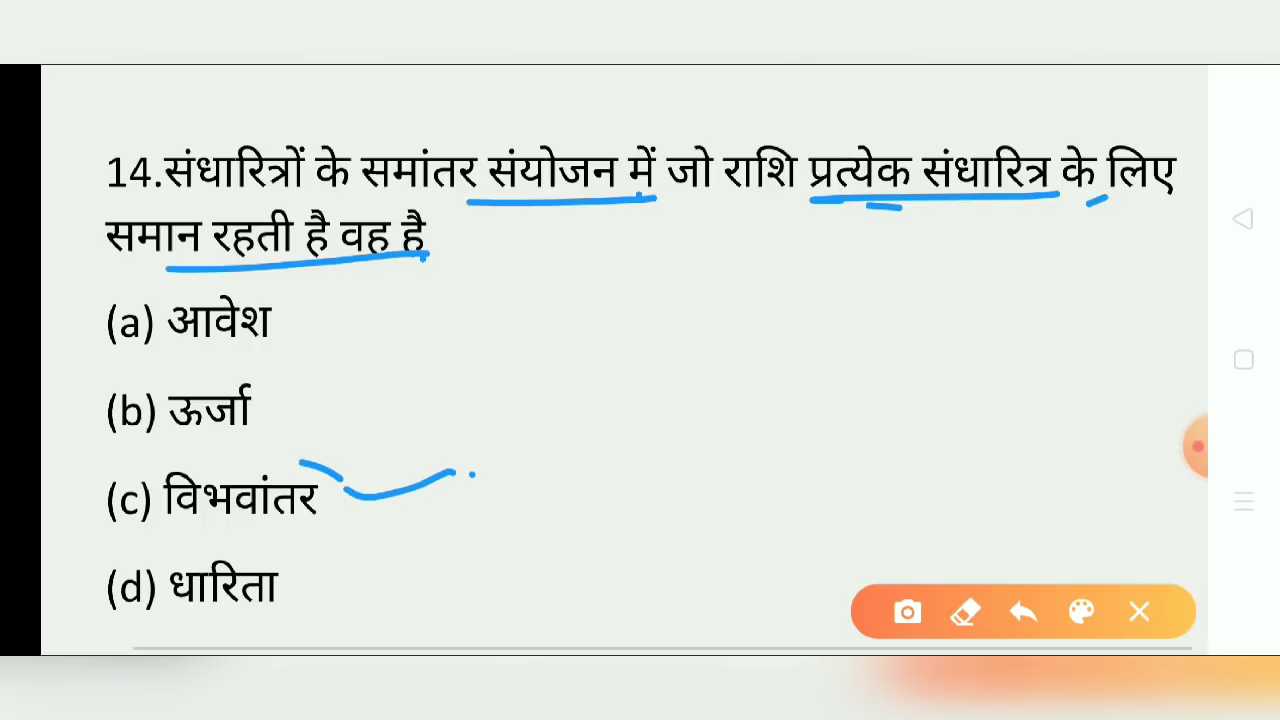 14.संधारित्रों के समांतर संयोजन में जो राशि प्रत्येक संधारित्र के लिए
समान रहती है वह है
(a) आवेश
(b) ऊर्जा
(c) विभवांतर
(d) धारिता